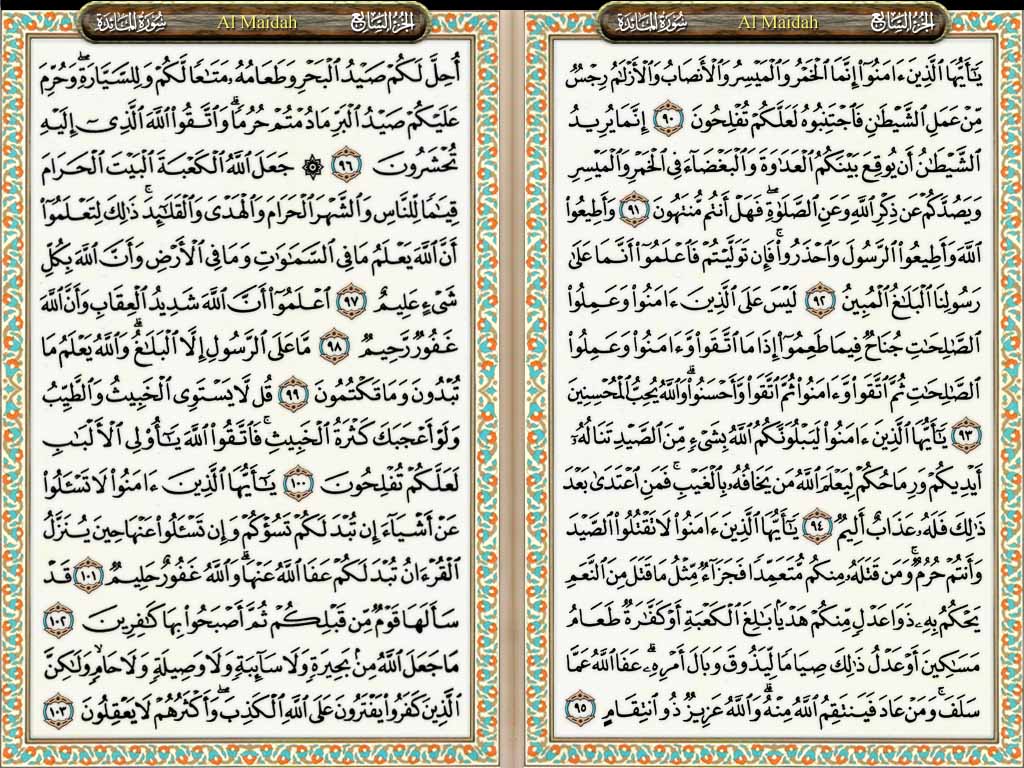 الجزء السابع Al Maidah سورة المائدة
يَٰٓأَيُّهَا ٱلَّذِينَ ءَامَنُوٓا۟ إِنَّمَا ٱلْخَمْرُ وَٱلْمَيْسِرُ وَٱلْأَنصَابُ وَٱلْأَزْلَٰمُ رِجْسٌ
مِّنْ عَمَلِ ٱلشَّيْطَٰنِ فَٱجْتَنِبُوهُ لَعَلَّكُمْ تُفْلِحُونَ ٩٠ إِنَّمَا يُرِيدُ
ٱلشَّيْطَٰنُ أَن يُوقِعَ بَيْنَكُمُ ٱلْعَدَٰوَةَ وَٱلْبَغْضَآءَ فِى ٱلْخَمْرِ وَٱلْمَيْسِرِ
وَيَصُدَّكُمْ عَن ذِكْرِ ٱللَّهِ وَعَنِ ٱلصَّلَوٰةِ ۖ فَهَلْ أَنتُم مُّنتَهُونَ ٩١ وَأَطِيعُوا۟
ٱللَّهَ وَأَطِيعُوا۟ ٱلرَّسُولَ وَٱحْذَرُوا۟ ۚ فَإِن تَوَلَّيْتُمْ فَٱعْلَمُوٓا۟ أَنَّمَا عَلَىٰ
رَسُولِنَا ٱلْبَلَٰغُ ٱلْمُبِينُ ٩٢ لَيْسَ عَلَى ٱلَّذِينَ ءَامَنُوا۟ وَعَمِلُوا۟
ٱلصَّٰلِحَٰتِ جُنَاحٌ فِيمَا طَعِمُوٓا۟ إِذَا مَا ٱتَّقَوا۟ وَّءَامَنُوا۟ وَعَمِلُوا۟
ٱلصَّٰلِحَٰتِ ثُمَّ ٱتَّقَوا۟ وَّءَامَنُوا۟ ثُمَّ ٱتَّقَوا۟ وَّأَحْسَنُوا۟ ۗ وَٱللَّهُ يُحِبُّ ٱلْمُحْسِنِينَ
٩٣ يَٰٓأَيُّهَا ٱلَّذِينَ ءَامَنُوا۟ لَيَبْلُوَنَّكُمُ ٱللَّهُ بِشَىْءٍ مِّنَ ٱلصَّيْدِ تَنَالُهُۥٓ
أَيْدِيكُمْ وَرِمَاحُكُمْ لِيَعْلَمَ ٱللَّهُ مَن يَخَافُهُۥ بِٱلْغَيْبِ ۚ فَمَنِ ٱعْتَدَىٰ بَعْدَ
ذَٰلِكَ فَلَهُۥ عَذَابٌ أَلِيمٌ ٩٤ يَٰٓأَيُّهَا ٱلَّذِينَ ءَامَنُوا۟ لَا تَقْتُلُوا۟ ٱلصَّيْدَ
وَأَنتُمْ حُرُمٌ ۚ وَمَن قَتَلَهُۥ مِنكُم مُّتَعَمِّدًا فَجَزَآءٌ مِّثْلُ مَا قَتَلَ مِنَ ٱلنَّعَمِ
يَحْكُمُ بِهِۦ ذَوَا عَدْلٍ مِّنكُمْ هَدْيًۢا بَٰلِغَ ٱلْكَعْبَةِ أَوْ كَفَّٰرَةٌ طَعَامُ
مَسَٰكِينَ أَوْ عَدْلُ ذَٰلِكَ صِيَامًا لِّيَذُوقَ وَبَالَ أَمْرِهِۦ ۗ عَفَا ٱللَّهُ عَمَّا
سَلَفَ ۚ وَمَنْ عَادَ فَيَنتَقِمُ ٱللَّهُ مِنْهُ ۗ وَٱللَّهُ عَزِيزٌ ذُو ٱنتِقَامٍ ٩٥
الجزء السابع Al Maidah سورة المائدة
أُحِلَّ لَكُمْ صَيْدُ ٱلْبَحْرِ وَطَعَامُهُۥ مَتَٰعًا لَّكُمْ وَلِلسَّيَّارَةِ ۖ وَحُرِّمَ
عَلَيْكُمْ صَيْدُ ٱلْبَرِّ مَا دُمْتُمْ حُرُمًا ۗ وَٱتَّقُوا۟ ٱللَّهَ ٱلَّذِىٓ إِلَيْهِ
تُحْشَرُونَ ٩٦ ۞ جَعَلَ ٱللَّهُ ٱلْكَعْبَةَ ٱلْبَيْتَ ٱلْحَرَامَ
قِيَٰمًا لِّلنَّاسِ وَٱلشَّهْرَ ٱلْحَرَامَ وَٱلْهَدْىَ وَٱلْقَلَٰٓئِدَ ۚ ذَٰلِكَ لِتَعْلَمُوٓا۟
أَنَّ ٱللَّهَ يَعْلَمُ مَا فِى ٱلسَّمَٰوَٰتِ وَمَا فِى ٱلْأَرْضِ وَأَنَّ ٱللَّهَ بِكُلِّ
شَىْءٍ عَلِيمٌ ٩٧ ٱعْلَمُوٓا۟ أَنَّ ٱللَّهَ شَدِيدُ ٱلْعِقَابِ وَأَنَّ ٱللَّهَ
غَفُورٌ رَّحِيمٌ ٩٨ مَّا عَلَى ٱلرَّسُولِ إِلَّا ٱلْبَلَٰغُ ۗ وَٱللَّهُ يَعْلَمُ مَا
تُبْدُونَ وَمَا تَكْتُمُونَ ٩٩ قُل لَّا يَسْتَوِى ٱلْخَبِيثُ وَٱلطَّيِّبُ
وَلَوْ أَعْجَبَكَ كَثْرَةُ ٱلْخَبِيثِ ۚ فَٱتَّقُوا۟ ٱللَّهَ يَٰٓأُو۟لِى ٱلْأَلْبَٰبِ
لَعَلَّكُمْ تُفْلِحُونَ ١٠٠ يَٰٓأَيُّهَا ٱلَّذِينَ ءَامَنُوا۟ لَا تَسْـَٔلُوا۟
عَنْ أَشْيَآءَ إِن تُبْدَ لَكُمْ تَسُؤْكُمْ وَإِن تَسْـَٔلُوا۟ عَنْهَا حِينَ يُنَزَّلُ
ٱلْقُرْءَانُ تُبْدَ لَكُمْ عَفَا ٱللَّهُ عَنْهَا ۗ وَٱللَّهُ غَفُورٌ حَلِيمٌ ١٠١ قَدْ
سَأَلَهَا قَوْمٌ مِّن قَبْلِكُمْ ثُمَّ أَصْبَحُوا۟ بِهَا كَٰفِرِينَ ١٠٢
مَا جَعَلَ ٱللَّهُ مِنۢ بَحِيرَةٍ وَلَا سَآئِبَةٍ وَلَا وَصِيلَةٍ وَلَا حَامٍ ۙ وَلَٰكِنَّ
ٱلَّذِينَ كَفَرُوا۟ يَفْتَرُونَ عَلَى ٱللَّهِ ٱلْكَذِبَ ۖ وَأَكْثَرُهُمْ لَا يَعْقِلُونَ ١٠٣